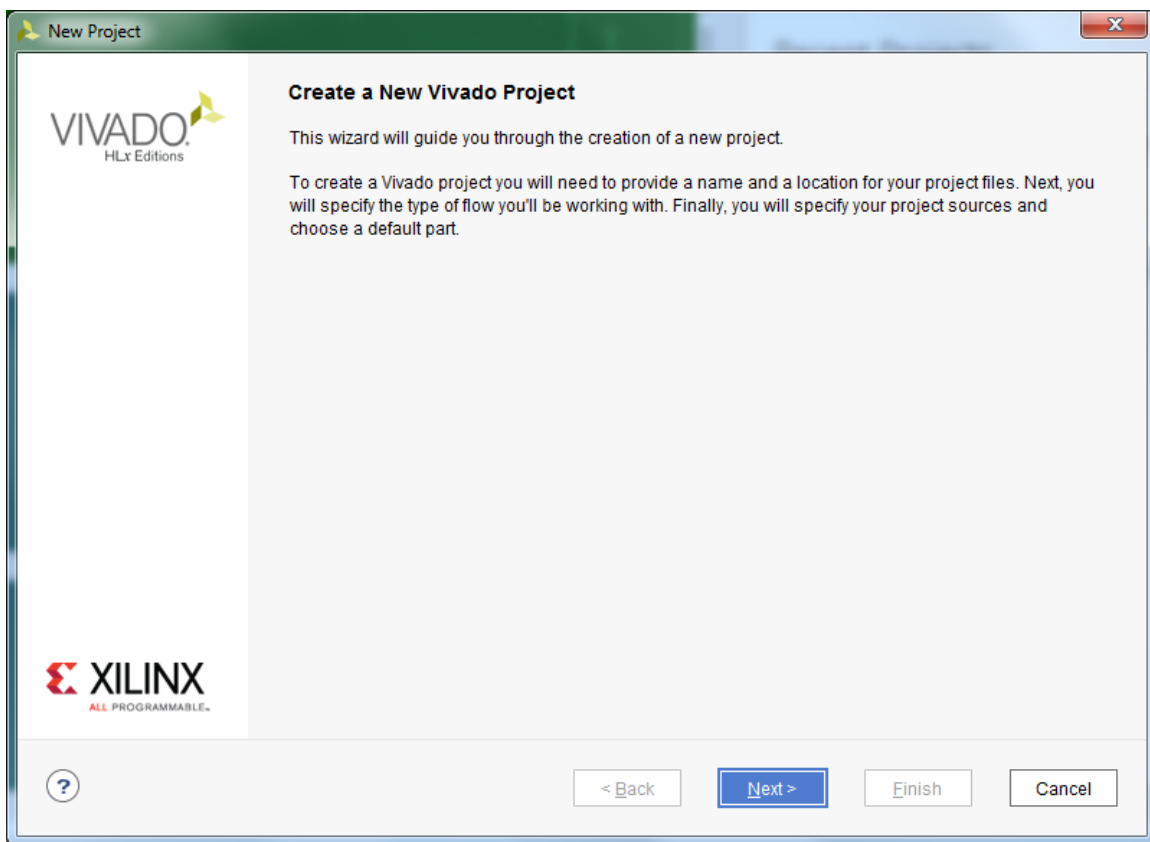 New Project
VIVADO.
HLx Editions
Create a New Vivado Project
This wizard will guide you through the creation of a new project.
To create a Vivado project you will need to provide a name and a location for your project files. Next, you
will specify the type of flow you'll be working with. Finally, you will specify your project sources and
choose a default part.
XILINX
ALL PROGRAMMABLE™
?
< Back
Next >
Finish
Cancel